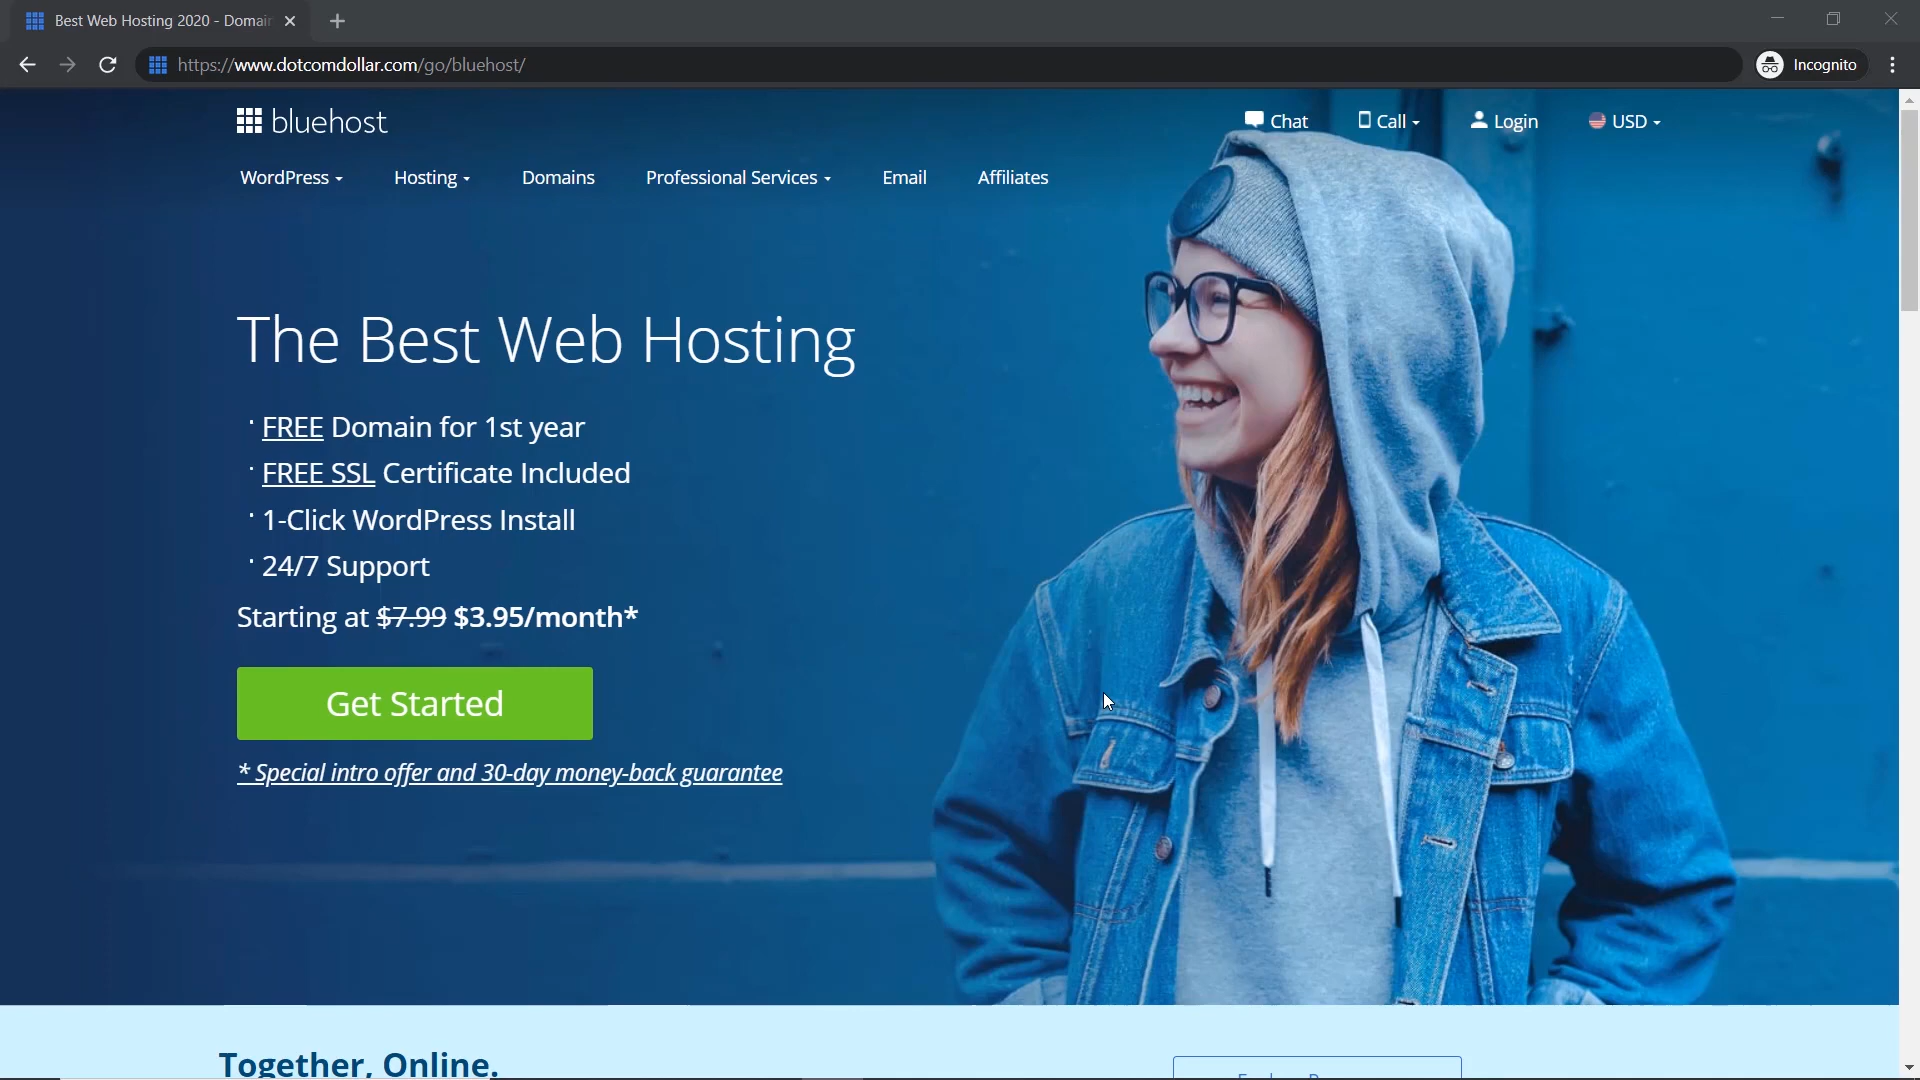 Best Web Hosting 2020 - Domai
https://www.dotcomdollar.com/go/bluehost/
Incognito
bluehost
Chat
Call
Login
USD
WordPress
Hosting
Domains
Professional Services
Email
Affiliates
The Best Web Hosting
· FREE Domain for 1st year
· FREE SSL Certificate Included
· 1-Click WordPress Install
· 24/7 Support
Starting at $7.99 $3.95/month*
Get Started
* Special intro offer and 30-day money-back guarantee
Together, Online.